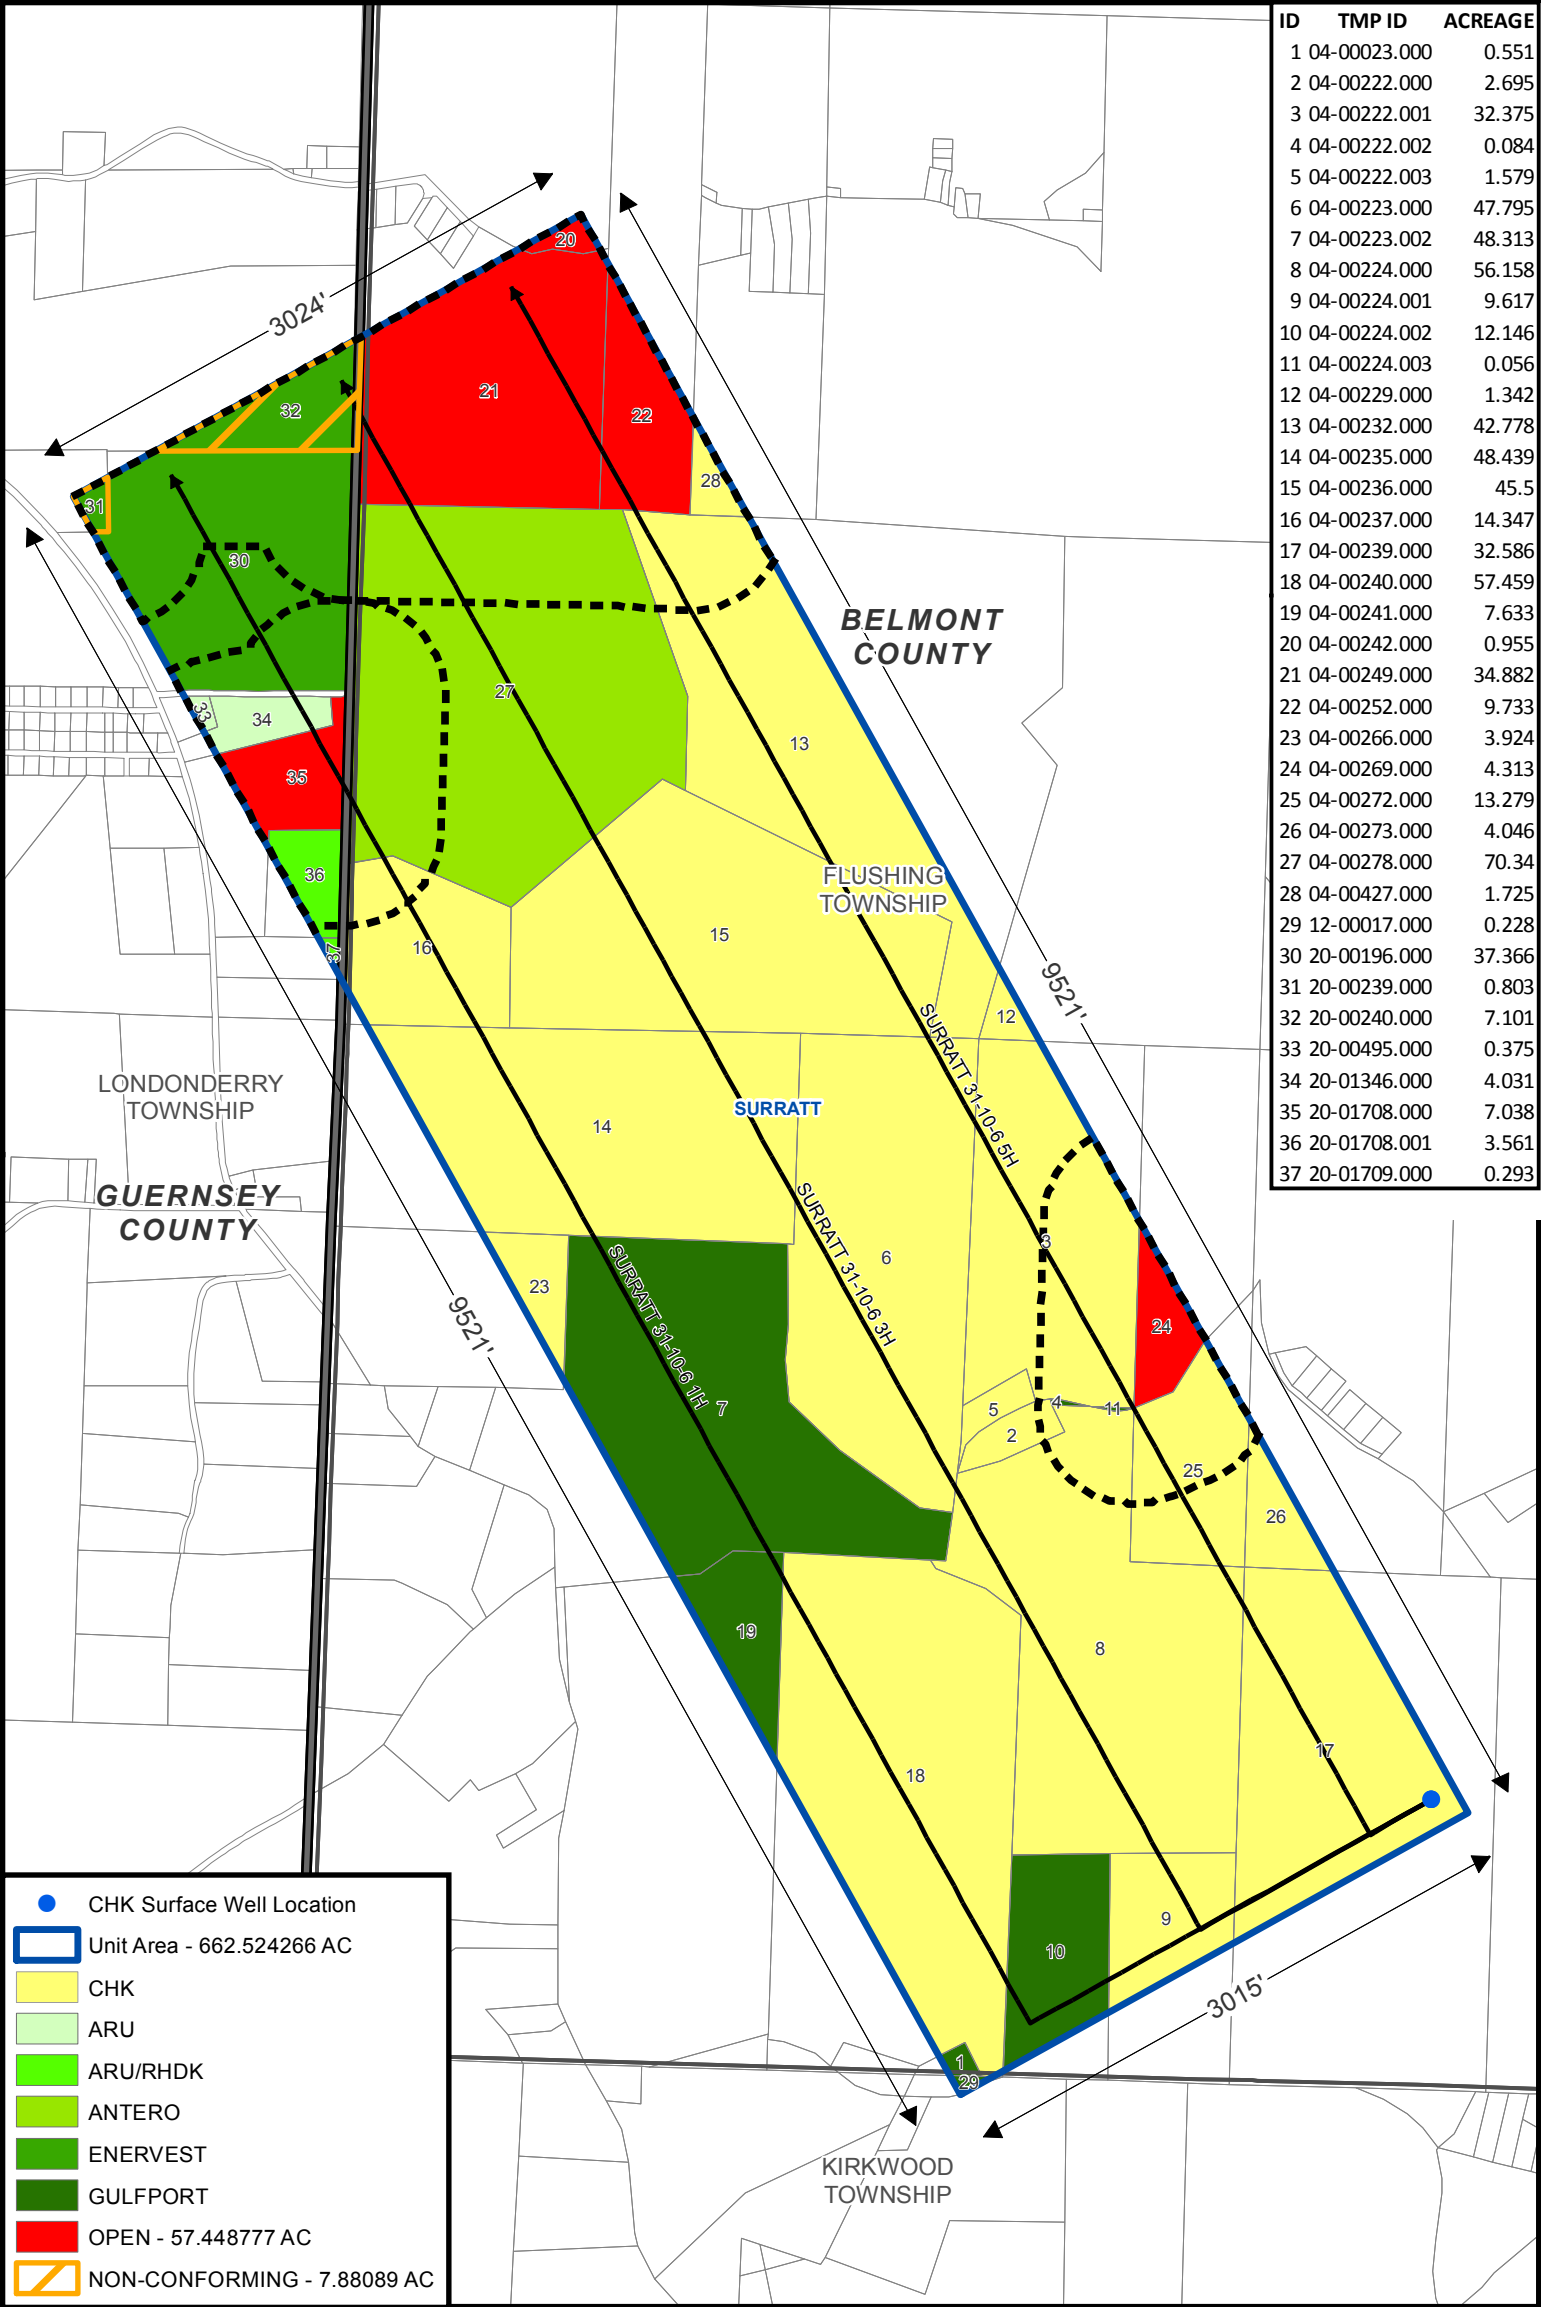 ID TMP ID ACREAGE
1 04-00023.000 0.551
2 04-00222.000 2.695
3 04-00222.001 32.375
4 04-00222.002 0.084
5 04-00222.003 1.579
6 04-00223.000 47.795
7 04-00223.002 48.313
8 04-00224.000 56.158
9 04-00224.001 9.617
10 04-00224.002 12.146
11 04-00224.003 0.056
12 04-00229.000 1.342
13 04-00232.000 42.778
14 04-00235.000 48.439
15 04-00236.000 45.5
16 04-00237.000 14.347
17 04-00239.000 32.586
18 04-00240.000 57.459
19 04-00241.000 7.633
20 04-00242.000 0.955
21 04-00249.000 34.882
22 04-00252.000 9.733
23 04-00266.000 3.924
24 04-00269.000 4.313
25 04-00272.000 13.279
26 04-00273.000 4.046
27 04-00278.000 70.34
28 04-00427.000 1.725
29 12-00017.000 0.228
30 20-00196.000 37.366
31 20-00239.000 0.803
32 20-00240.000 7.101
33 20-00495.000 0.375
34 20-01346.000 4.031
35 20-01708.000 7.038
36 20-01708.001 3.561
37 20-01709.000 0.293
20
3024'
21
32
22
28
31
30
BELMONT
COUNTY
27
33
34
13
35
36
FLUSHING
TOWNSHIP
15
16
37
9521'
12
SURRATT 31-10-6 5H
LONDONDERRY
TOWNSHIP
SURRATT
14
GUERNSEY
COUNTY
SURRATT 31-10-6 3H
3
6
23
SURRATT 31-10-6 1H
9521'
24
7
5
4
11
2
25
26
19
8
17
18
9
10
3015'
1
29
KIRKWOOD
TOWNSHIP
CHK Surface Well Location
Unit Area - 662.524266 AC
CHK
ARU
ARU/RHDK
ANTERO
ENERVEST
GULFPORT
OPEN - 57.448777 AC
NON-CONFORMING - 7.88089 AC